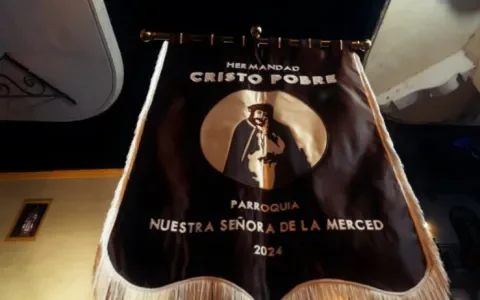 HERMANDAD
CRISTO POBRE
PARROQUIA
NUESTRA SEÑORA DE LA MERCED
2024